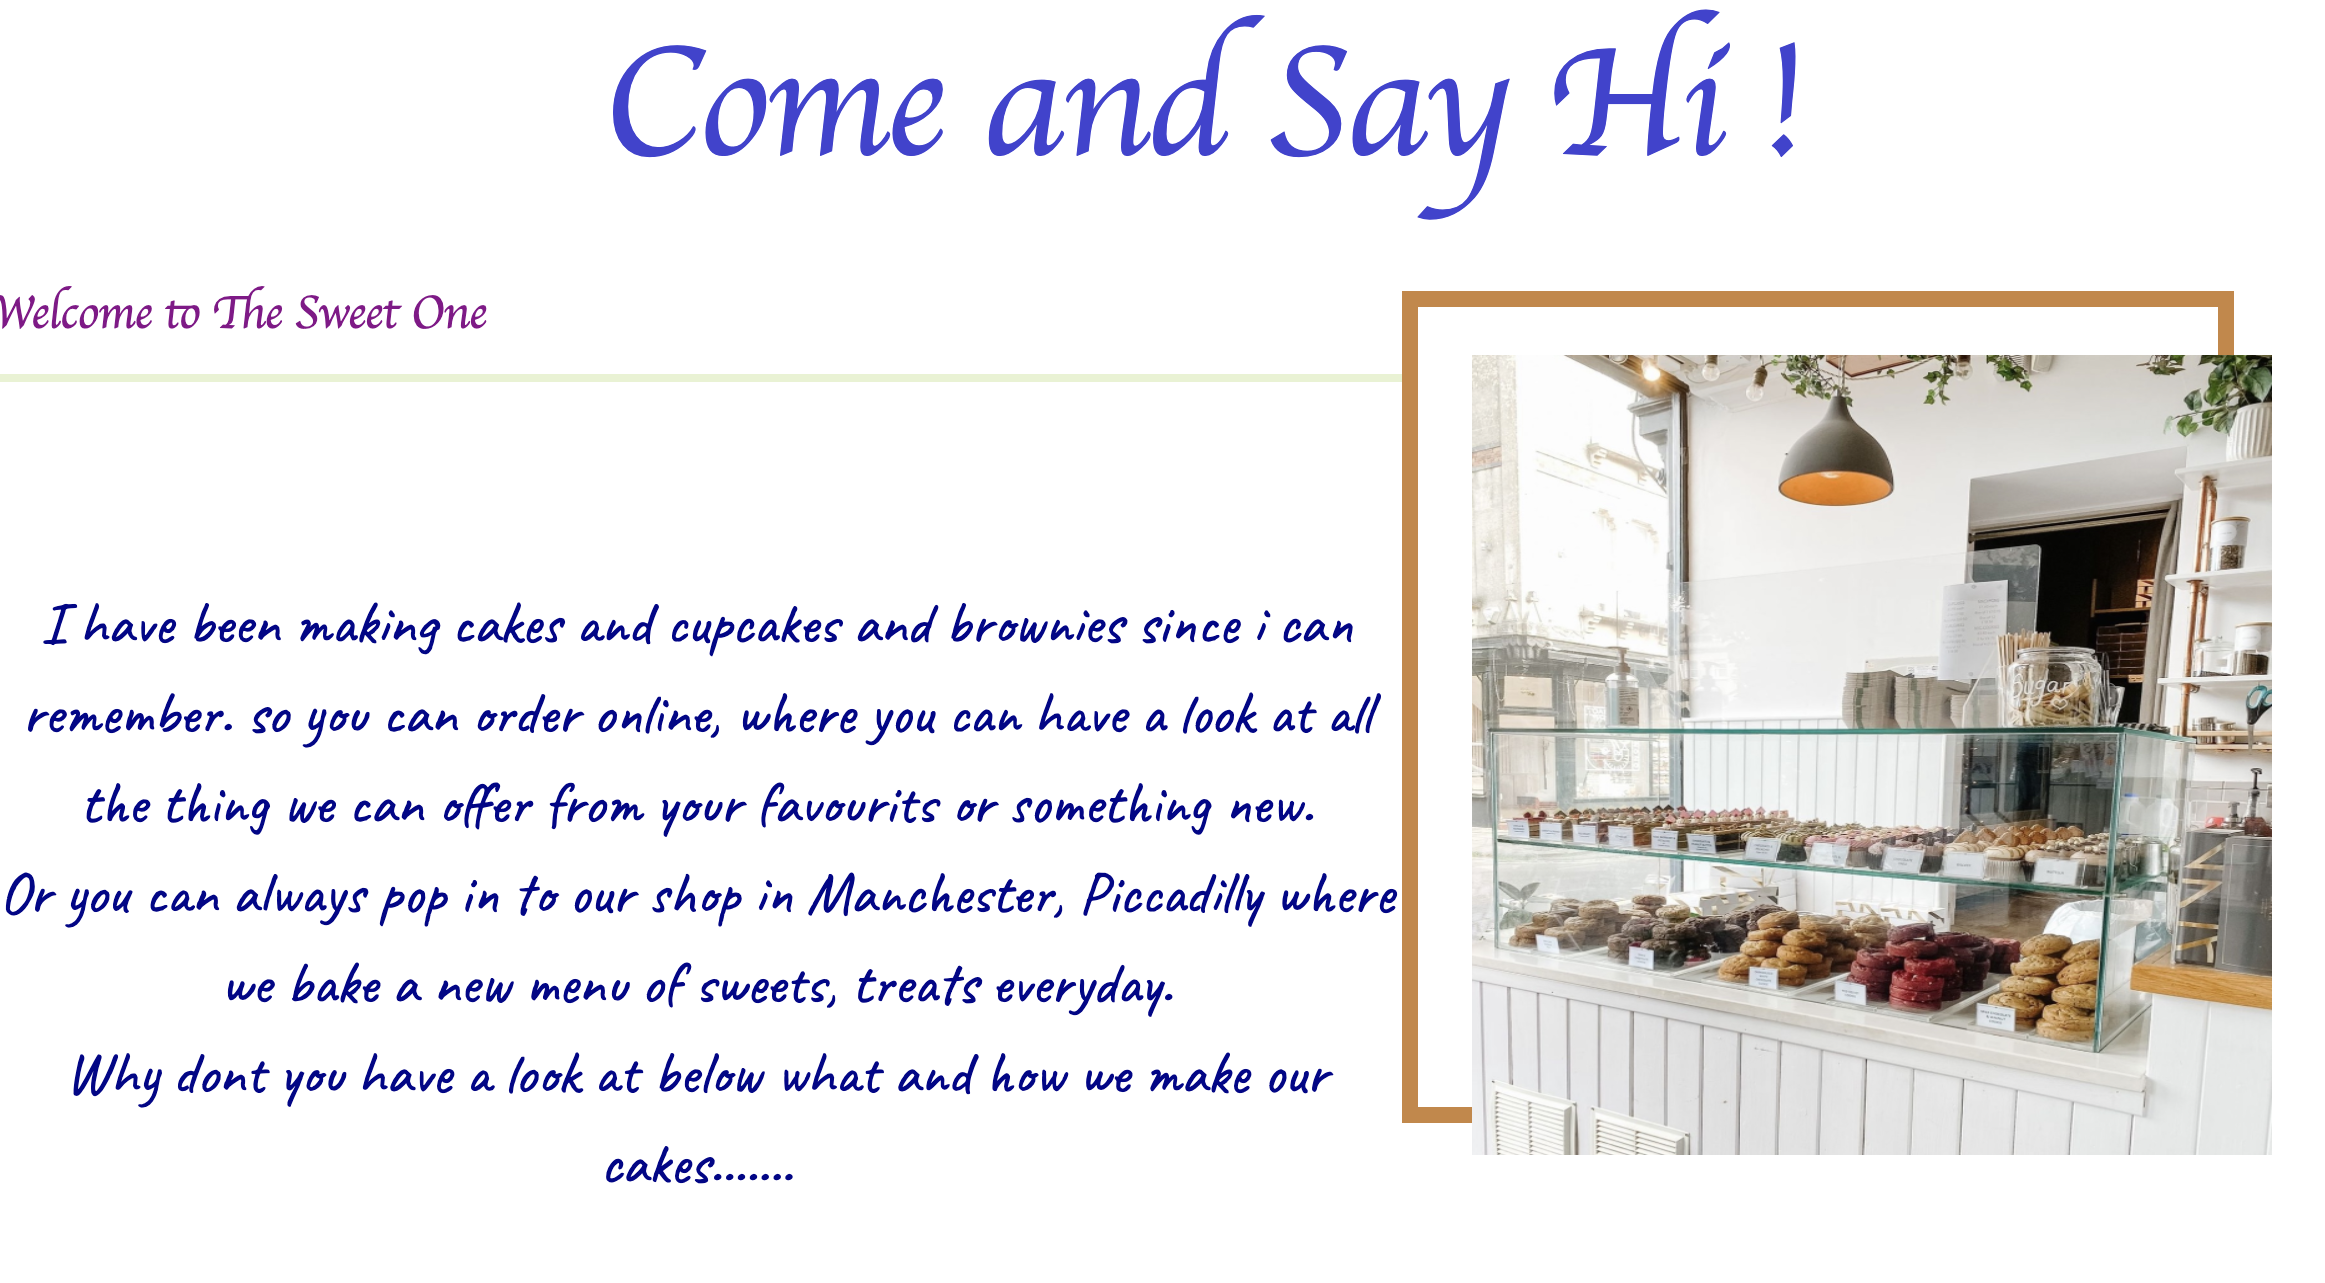 Come and Say Hi !
Welcome to The Sweet One
I have been making cakes and cupcakes and brownies since i can
remember. so you can order online, where you can have a look at all
the thing we can offer from your favourits or something new.
Or you can always pop in to our shop in Manchester, Piccadilly where
we bake a new menu of sweets, treats everyday.
Why dont you have a look at below what and how we make our
cakes.......
Sugar